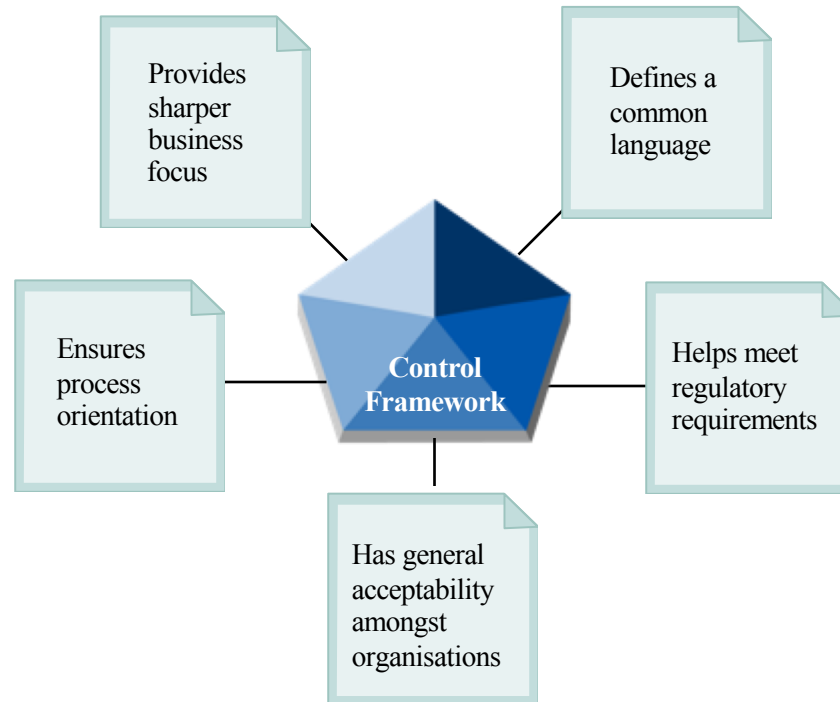 Provides
sharper
business
focus
Defines a
common
language
Ensures
process
orientation
Control
Framework
Helps meet
regulatory
requirements
Has general
acceptability
amongst
organisations